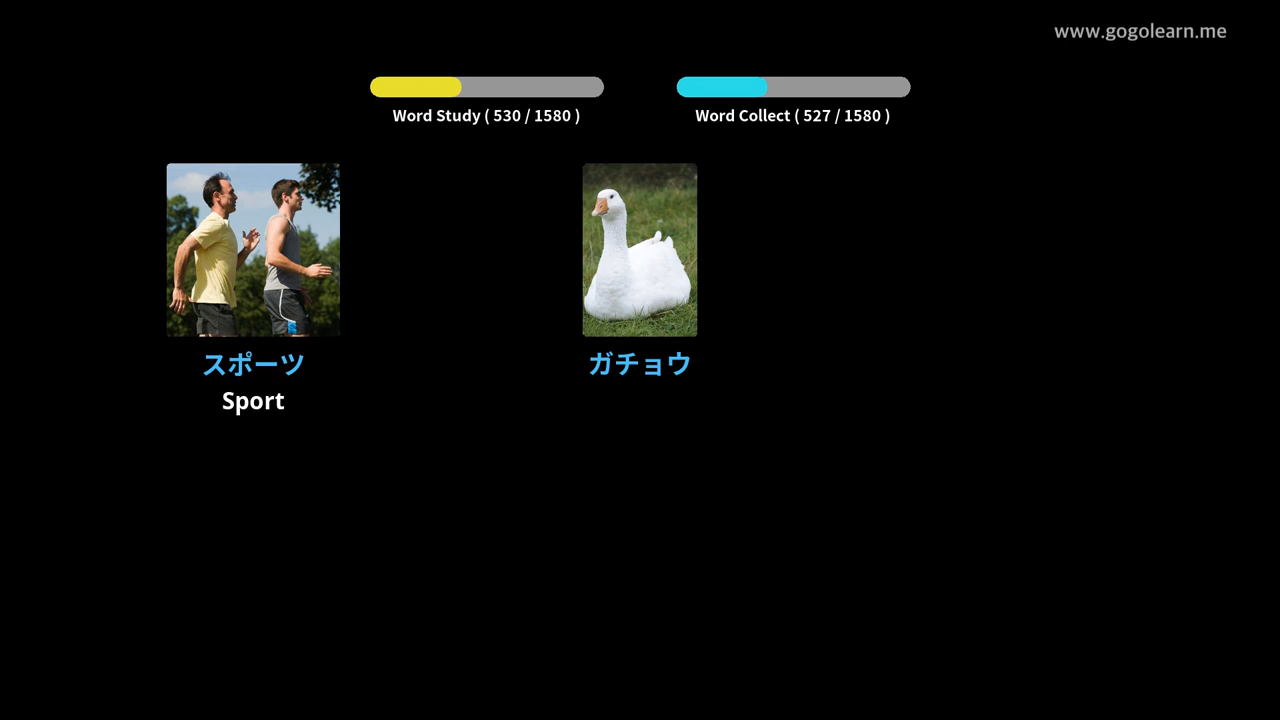 www.gogolearn.me
Word Study ( 530 / 1580 )
Word Collect ( 527 / 1580 )
スポーツ
Sport
ガチョウ